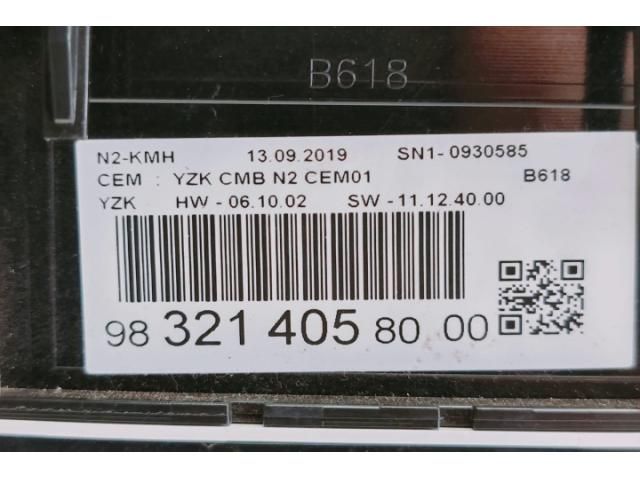 B618
N2-KMH 13.09.2019 SN1- 0930585
CEM : YZK CMB N2 CEM01 B618
YZK HW - 06.10.02 SW - 11.12.40.00
98 321 405 80 00